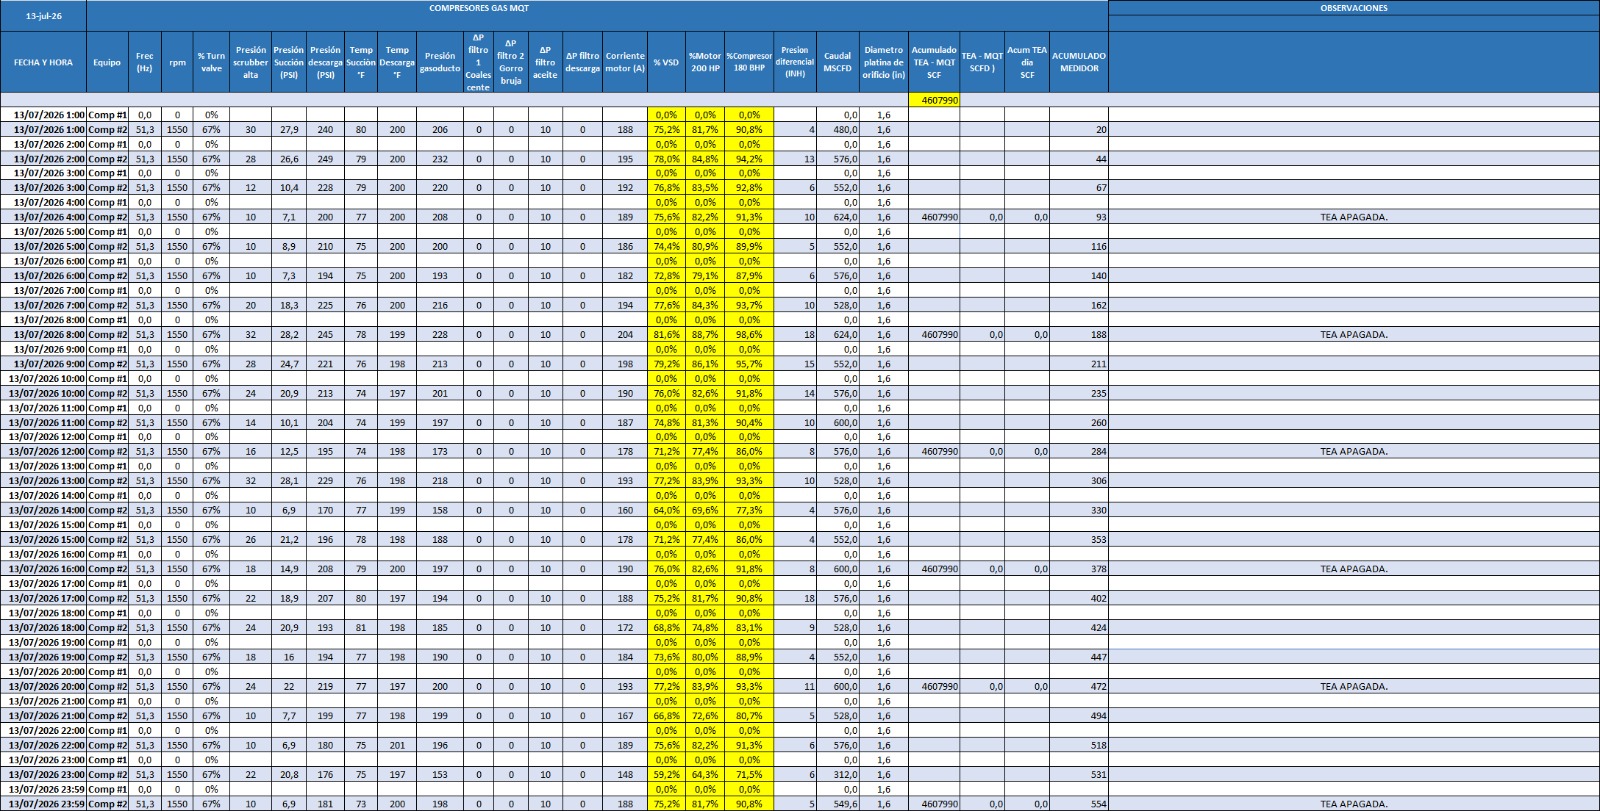 13-jul-26 COMPRESORES GAS MQT OBSERVACIONES
FECHA Y HORA Equipo Frec (Hz) rpm % Turn valve Presión scrubber alta Presión Succión (PSI) Presión descarga (PSI) Temp Succión °F Temp Descarga °F Presión gasoducto ΔP filtro 1 Coales cente ΔP filtro 2 Gorro bruja ΔP filtro aceite ΔP filtro descarga Corriente motor (A) % VSD %Motor 200 HP %Compresor 180 BHP Presion diferencial (INH) Caudal MSCFD Diametro platina de orificio (in) Acumulado TEA - MQT SCF TEA - MQT SCFD ) Acum TEA dia SCF ACUMULADO MEDIDOR
4607990
13/07/2026 1:00 Comp #1 0,0 0 0% 0,0% 0,0% 0,0% 0,0 1,6
13/07/2026 1:00 Comp #2 51,3 1550 67% 30 27,9 240 80 200 206 0 0 10 0 188 75,2% 81,7% 90,8% 4 480,0 1,6 20
13/07/2026 2:00 Comp #1 0,0 0 0% 0,0% 0,0% 0,0% 0,0 1,6
13/07/2026 2:00 Comp #2 51,3 1550 67% 28 26,6 249 79 200 232 0 0 10 0 195 78,0% 84,8% 94,2% 13 576,0 1,6 44
13/07/2026 3:00 Comp #1 0,0 0 0% 0,0% 0,0% 0,0% 0,0 1,6
13/07/2026 3:00 Comp #2 51,3 1550 67% 12 10,4 228 79 200 220 0 0 10 0 192 76,8% 83,5% 92,8% 6 552,0 1,6 67
13/07/2026 4:00 Comp #1 0,0 0 0% 0,0% 0,0% 0,0% 0,0 1,6
13/07/2026 4:00 Comp #2 51,3 1550 67% 10 7,1 200 77 200 208 0 0 10 0 189 75,6% 82,2% 91,3% 10 624,0 1,6 4607990 0,0 0,0 93 TEA APAGADA.
13/07/2026 5:00 Comp #1 0,0 0 0% 0,0% 0,0% 0,0% 0,0 1,6
13/07/2026 5:00 Comp #2 51,3 1550 67% 10 8,9 210 75 200 200 0 0 10 0 186 74,4% 80,9% 89,9% 5 552,0 1,6 116
13/07/2026 6:00 Comp #1 0,0 0 0% 0,0% 0,0% 0,0% 0,0 1,6
13/07/2026 6:00 Comp #2 51,3 1550 67% 10 7,3 194 75 200 193 0 0 10 0 182 72,8% 79,1% 87,9% 6 576,0 1,6 140
13/07/2026 7:00 Comp #1 0,0 0 0% 0,0% 0,0% 0,0% 0,0 1,6
13/07/2026 7:00 Comp #2 51,3 1550 67% 20 18,3 225 76 200 216 0 0 10 0 194 77,6% 84,3% 93,7% 10 528,0 1,6 162
13/07/2026 8:00 Comp #1 0,0 0 0% 0,0% 0,0% 0,0% 0,0 1,6
13/07/2026 8:00 Comp #2 51,3 1550 67% 32 28,2 245 78 199 228 0 0 10 0 204 81,6% 88,7% 98,6% 18 624,0 1,6 4607990 0,0 0,0 188 TEA APAGADA.
13/07/2026 9:00 Comp #1 0,0 0 0% 0,0% 0,0% 0,0% 0,0 1,6
13/07/2026 9:00 Comp #2 51,3 1550 67% 28 24,7 221 76 198 213 0 0 10 0 198 79,2% 86,1% 95,7% 15 552,0 1,6 211
13/07/2026 10:00 Comp #1 0,0 0 0% 0,0% 0,0% 0,0% 0,0 1,6
13/07/2026 10:00 Comp #2 51,3 1550 67% 24 20,9 213 74 197 201 0 0 10 0 190 76,0% 82,6% 91,8% 14 576,0 1,6 235
13/07/2026 11:00 Comp #1 0,0 0 0% 0,0% 0,0% 0,0% 0,0 1,6
13/07/2026 11:00 Comp #2 51,3 1550 67% 14 10,1 204 74 199 197 0 0 10 0 187 74,8% 81,3% 90,4% 10 600,0 1,6 260
13/07/2026 12:00 Comp #1 0,0 0 0% 0,0% 0,0% 0,0% 0,0 1,6
13/07/2026 12:00 Comp #2 51,3 1550 67% 16 12,5 195 74 198 173 0 0 10 0 178 71,2% 77,4% 86,0% 8 576,0 1,6 4607990 0,0 0,0 284 TEA APAGADA.
13/07/2026 13:00 Comp #1 0,0 0 0% 0,0% 0,0% 0,0% 0,0 1,6
13/07/2026 13:00 Comp #2 51,3 1550 67% 32 28,1 229 76 198 218 0 0 10 0 193 77,2% 83,9% 93,3% 10 528,0 1,6 306
13/07/2026 14:00 Comp #1 0,0 0 0% 0,0% 0,0% 0,0% 0,0 1,6
13/07/2026 14:00 Comp #2 51,3 1550 67% 10 6,9 170 77 199 158 0 0 10 0 160 64,0% 69,6% 77,3% 4 576,0 1,6 330
13/07/2026 15:00 Comp #1 0,0 0 0% 0,0% 0,0% 0,0% 0,0 1,6
13/07/2026 15:00 Comp #2 51,3 1550 67% 26 21,2 196 78 198 188 0 0 10 0 178 71,2% 77,4% 86,0% 4 552,0 1,6 353
13/07/2026 16:00 Comp #1 0,0 0 0% 0,0% 0,0% 0,0% 0,0 1,6
13/07/2026 16:00 Comp #2 51,3 1550 67% 18 14,9 208 79 200 197 0 0 10 0 190 76,0% 82,6% 91,8% 8 600,0 1,6 4607990 0,0 0,0 378 TEA APAGADA.
13/07/2026 17:00 Comp #1 0,0 0 0% 0,0% 0,0% 0,0% 0,0 1,6
13/07/2026 17:00 Comp #2 51,3 1550 67% 22 18,9 207 80 197 194 0 0 10 0 188 75,2% 81,7% 90,8% 18 576,0 1,6 402
13/07/2026 18:00 Comp #1 0,0 0 0% 0,0% 0,0% 0,0% 0,0 1,6
13/07/2026 18:00 Comp #2 51,3 1550 67% 24 20,9 193 81 198 185 0 0 10 0 172 68,8% 74,8% 83,1% 9 528,0 1,6 424
13/07/2026 19:00 Comp #1 0,0 0 0% 0,0% 0,0% 0,0% 0,0 1,6
13/07/2026 19:00 Comp #2 51,3 1550 67% 18 16 194 77 198 190 0 0 10 0 184 73,6% 80,0% 88,9% 4 552,0 1,6 447
13/07/2026 20:00 Comp #1 0,0 0 0% 0,0% 0,0% 0,0% 0,0 1,6
13/07/2026 20:00 Comp #2 51,3 1550 67% 24 22 219 77 197 200 0 0 10 0 193 77,2% 83,9% 93,3% 11 600,0 1,6 4607990 0,0 0,0 472 TEA APAGADA.
13/07/2026 21:00 Comp #1 0,0 0 0% 0,0% 0,0% 0,0% 0,0 1,6
13/07/2026 21:00 Comp #2 51,3 1550 67% 10 7,7 199 77 198 199 0 0 10 0 167 66,8% 72,6% 80,7% 5 528,0 1,6 494
13/07/2026 22:00 Comp #1 0,0 0 0% 0,0% 0,0% 0,0% 0,0 1,6
13/07/2026 22:00 Comp #2 51,3 1550 67% 10 6,9 180 75 201 196 0 0 10 0 189 75,6% 82,2% 91,3% 6 576,0 1,6 518
13/07/2026 23:00 Comp #1 0,0 0 0% 0,0% 0,0% 0,0% 0,0 1,6
13/07/2026 23:00 Comp #2 51,3 1550 67% 22 20,8 176 75 197 153 0 0 10 0 148 59,2% 64,3% 71,5% 6 312,0 1,6 531
13/07/2026 23:59 Comp #1 0,0 0 0% 0,0% 0,0% 0,0% 0,0 1,6
13/07/2026 23:59 Comp #2 51,3 1550 67% 10 6,9 181 73 200 198 0 0 10 0 188 75,2% 81,7% 90,8% 5 549,6 1,6 4607990 0,0 0,0 554 TEA APAGADA.